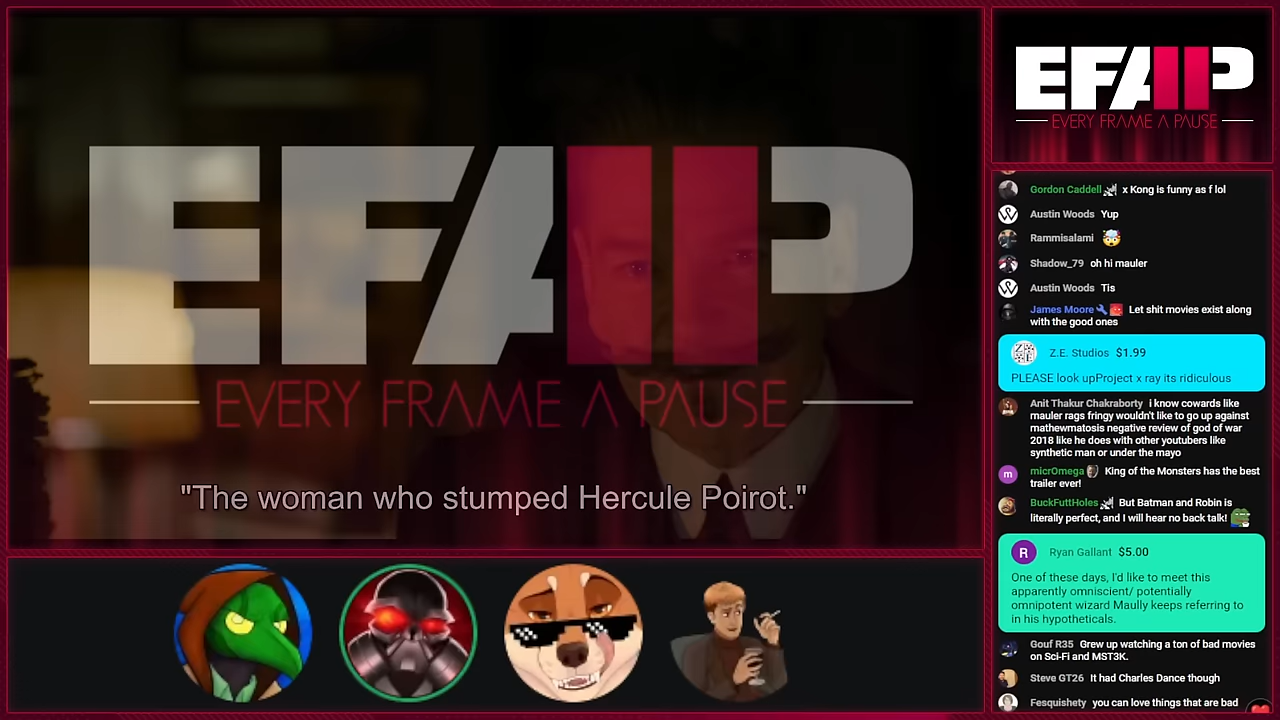 EFAP
EVERY FRAME A PAUSE
"The woman who stumped Hercule Poirot."
EFAP
EVERY FRAME A PAUSE
Gordon Caddell x Kong is funny as f lol
Austin Woods Yup
Rammisalami
Shadow_79 oh hi mauler
Austin Woods Tis
James Moore Let shit movies exist along
with the good ones
Z.E. Studios $1.99
PLEASE look upProject x ray its ridiculous
Anit Thakur Chakraborty i know cowards like
mauler rags fringy wouldn't like to go up against
mathewmatosis negative review of god of war
2018 like he does with other youtubers like
synthetic man or under the mayo
m
micrOmega King of the Monsters has the best
trailer ever!
BuckFuttHoles But Batman and Robin is
literally perfect, and I will hear no back talk!
R
Ryan Gallant $5.00
One of these days, I'd like to meet this
apparently omniscient/ potentially
omnipotent wizard Maully keeps referring to
in his hypotheticals.
Gouf R35 Grew up watching a ton of bad movies
on Sci-Fi and MST3K.
Steve GT26 It had Charles Dance though
Fesquishety you can love things that are bad